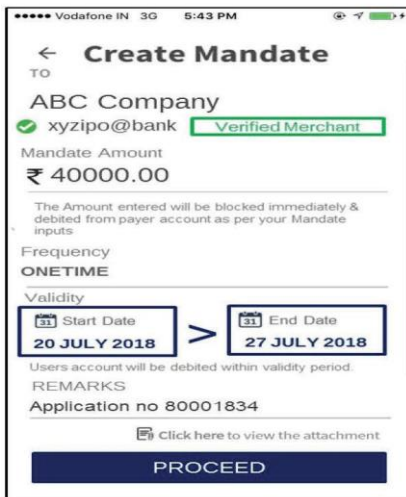 Vodafone IN 3G 5:43 PM
Create Mandate
TO
ABC Company
xyzipo@bank Verified Merchant
Mandate Amount
₹ 40000.00
The Amount entered will be blocked immediately &
debited from payer account as per your Mandate
inputs
Frequency
ONETIME
Validity
31 Start Date > 31 End Date
20 JULY 2018 27 JULY 2018
Users account will be debited within validity period.
REMARKS
Application no 80001834
Click here to view the attachment
PROCEED